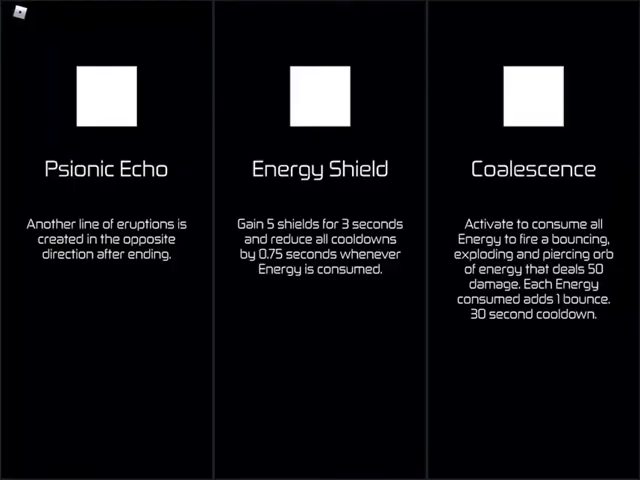 Psionic Echo
Another line of eruptions is
created in the opposite
direction after ending.
Energy Shield
Gain 5 shields for 3 seconds
and reduce all cooldowns
by 0.75 seconds whenever
Energy is consumed.
Coalescence
Activate to consume all
Energy to fire a bouncing,
exploding and piercing orb
of energy that deals 50
damage. Each Energy
consumed adds 1 bounce.
30 second cooldown.